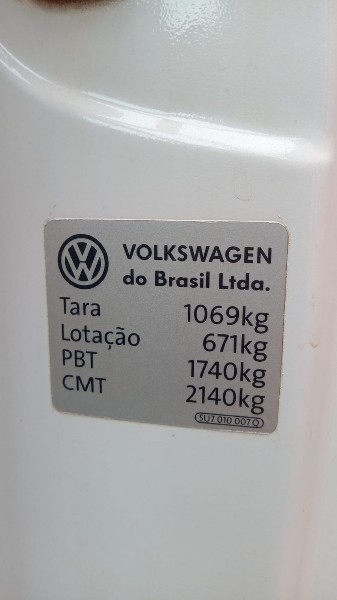 VOLKSWAGEN
do Brasil Ltda.
Tara 1069kg
Lotação 671kg
PBT 1740kg
CMT 2140kg
5U7 010 007 Q